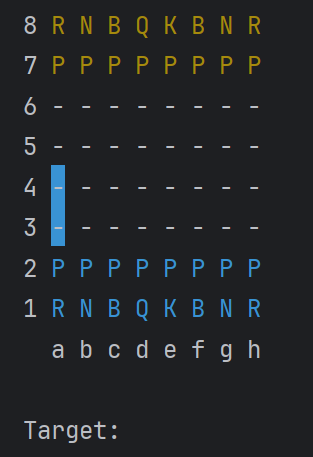 8 R N B Q K B N R
7 P P P P P P P P
6 - - - - - - - -
5 - - - - - - - -
4 - - - - - - - -
3 - - - - - - - -
2 P P P P P P P P
1 R N B Q K B N R
a b c d e f g h
Target: